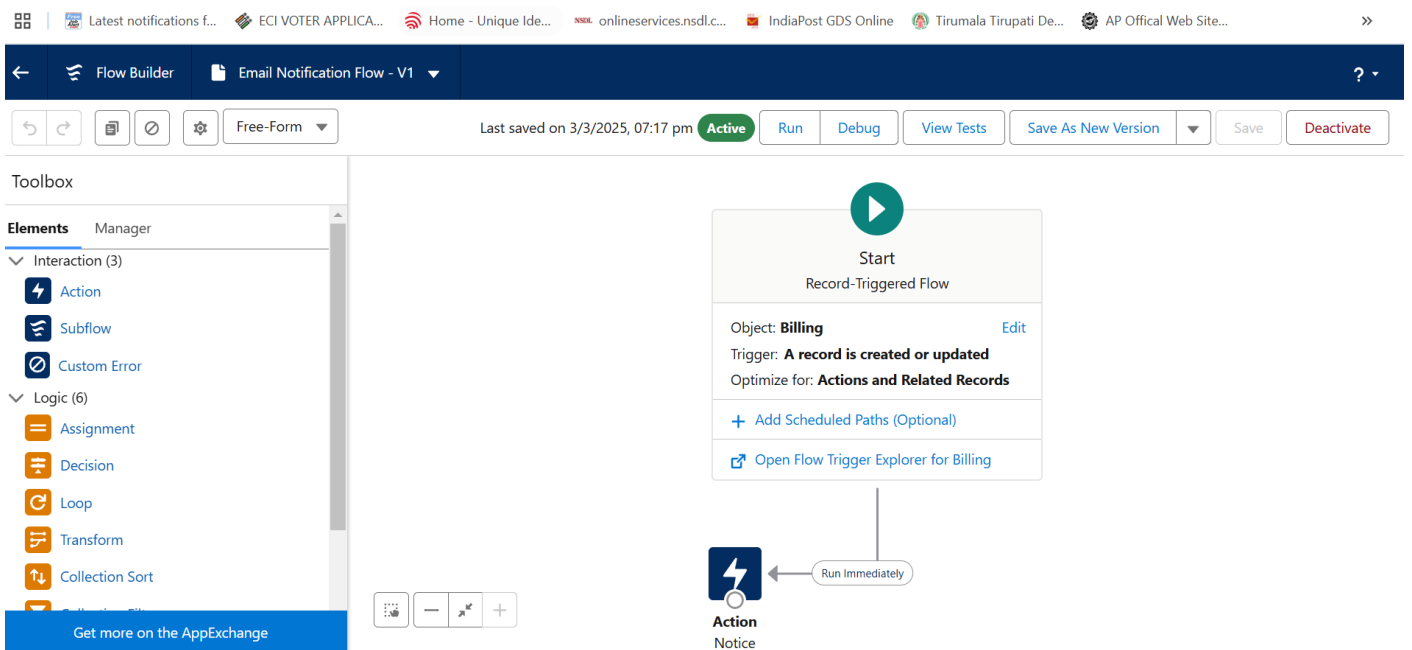 Latest notifications f...
ECI VOTER APPLICA...
Home - Unique Ide...
NSDL onlineservices.nsdl.c...
IndiaPost GDS Online
Tirumala Tirupati De...
AP Offical Web Site...
»
Flow Builder
Email Notification Flow - V1
?
Free-Form
Last saved on 3/3/2025, 07:17 pm Active
Run
Debug
View Tests
Save As New Version
Save
Deactivate
Toolbox
Elements
Manager
Interaction (3)
Action
Subflow
Custom Error
Logic (6)
Assignment
Decision
Loop
Transform
Collection Sort
Get more on the AppExchange
Start
Record-Triggered Flow
Object: Billing
Edit
Trigger: A record is created or updated
Optimize for: Actions and Related Records
+ Add Scheduled Paths (Optional)
Open Flow Trigger Explorer for Billing
Run Immediately
Action
Notice